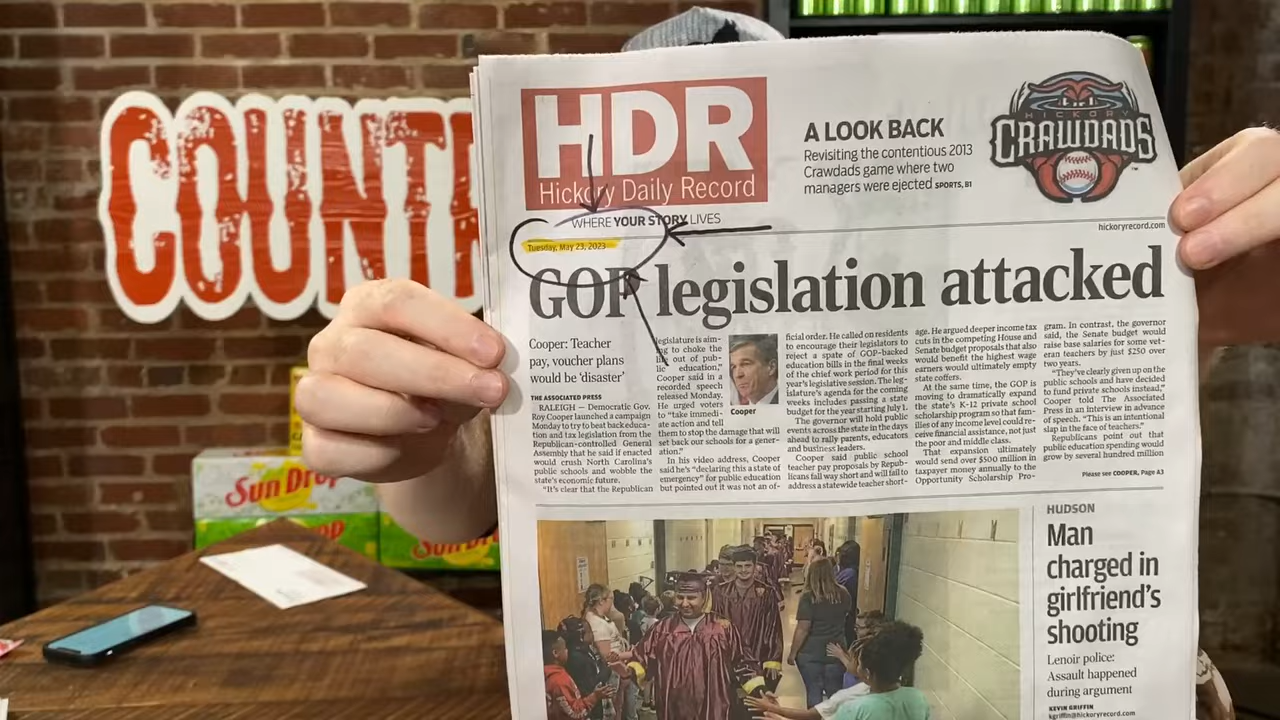 COUNTE
HDR
Hickory Daily Record
WHERE YOUR STORY LIVES
Tuesday, May 23, 2023
A LOOK BACK
Revisiting the contentious 2013
Crawdads game where two
managers were ejected SPORTS, B1
HICKORY
CRAWDADS
hickoryrecord.com
GOP legislation attacked
Cooper: Teacher
pay, voucher plans
would be ‘disaster’
THE ASSOCIATED PRESS
RALEIGH — Democratic Gov.
Roy Cooper launched a campaign
Monday to try to beat back educa-
tion and tax legislation from the
Republican-controlled General
Assembly that he said if enacted
would crush North Carolina’s
public schools and wobble the
state’s economic future.
“It’s clear that the Republican
legislature is aim-
ing to choke the
life out of pub-
lic education,”
Cooper said in a
recorded speech
released Monday.
He urged voters
to “take immedi-
ate action and tell
them to stop the damage that will
set back our schools for a gener-
ation.”
In his video address, Cooper
said he’s “declaring this a state of
emergency” for public education
but pointed out it was not an of-
Cooper
ficial order. He called on residents
to encourage their legislators to
reject a spate of GOP-backed
education bills in the final weeks
of the chief work period for this
year’s legislative session. The leg-
islature’s agenda for the coming
weeks includes passing a state
budget for the year starting July 1.
The governor will hold public
events across the state in the days
ahead to rally parents, educators
and business leaders.
Cooper said public school
teacher pay proposals by Repub-
licans fall way short and will fail to
address a statewide teacher short-
age. He argued deeper income tax
cuts in the competing House and
Senate budget proposals that also
would benefit the highest wage
earners would ultimately empty
state coffers.
At the same time, the GOP is
moving to dramatically expand
the state’s K-12 private school
scholarship program so that fam-
ilies of any income level could re-
ceive financial assistance, not just
the poor and middle class.
That expansion ultimately
would send over $500 million in
taxpayer money annually to the
Opportunity Scholarship Pro-
gram. In contrast, the governor
said, the Senate budget would
raise base salaries for some vet-
eran teachers by just $250 over
two years.
“They’ve clearly given up on the
public schools and have decided
to fund private schools instead,”
Cooper told The Associated
Press in an interview in advance
of speech. “This is an intentional
slap in the face of teachers.”
Republicans point out that
public education spending would
grow by several hundred million
Please see COOPER, Page A3
HUDSON
Man
charged in
girlfriend’s
shooting
Lenoir police:
Assault happened
during argument
KEVIN GRIFFIN
kgriffin@hickoryrecord.com
Sun Drop
Sun Drop